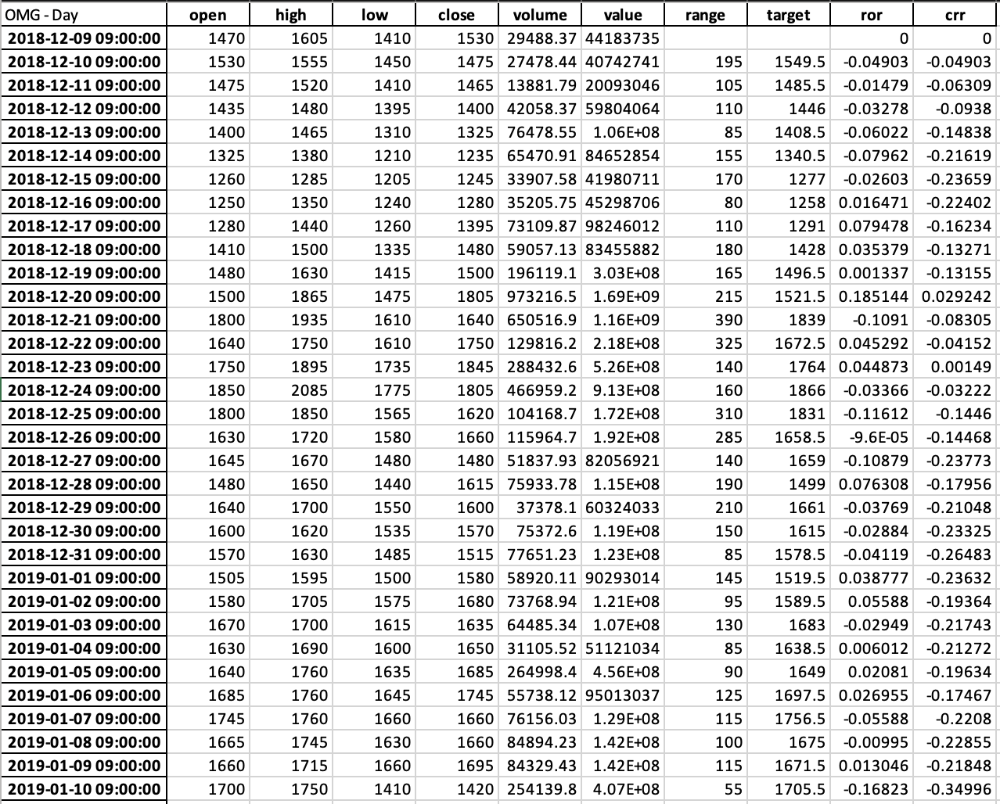 OMG - Day open high low close volume value range target ror crr
2018-12-09 09:00:00 1470 1605 1410 1530 29488.37 44183735 0 0
2018-12-10 09:00:00 1530 1555 1450 1475 27478.44 40742741 195 1549.5 -0.04903 -0.04903
2018-12-11 09:00:00 1475 1520 1410 1465 13881.79 20093046 105 1485.5 -0.01479 -0.06309
2018-12-12 09:00:00 1435 1480 1395 1400 42058.37 59804064 110 1446 -0.03278 -0.0938
2018-12-13 09:00:00 1400 1465 1310 1325 76478.55 1.06E+08 85 1408.5 -0.06022 -0.14838
2018-12-14 09:00:00 1325 1380 1210 1235 65470.91 84652854 155 1340.5 -0.07962 -0.21619
2018-12-15 09:00:00 1260 1285 1205 1245 33907.58 41980711 170 1277 -0.02603 -0.23659
2018-12-16 09:00:00 1250 1350 1240 1280 35205.75 45298706 80 1258 0.016471 -0.22402
2018-12-17 09:00:00 1280 1440 1260 1395 73109.87 98246012 110 1291 0.079478 -0.16234
2018-12-18 09:00:00 1410 1500 1335 1480 59057.13 83455882 180 1428 0.035379 -0.13271
2018-12-19 09:00:00 1480 1630 1415 1500 196119.1 3.03E+08 165 1496.5 0.001337 -0.13155
2018-12-20 09:00:00 1500 1865 1475 1805 973216.5 1.69E+09 215 1521.5 0.185144 0.029242
2018-12-21 09:00:00 1800 1935 1610 1640 650516.9 1.16E+09 390 1839 -0.1091 -0.08305
2018-12-22 09:00:00 1640 1750 1610 1750 129816.2 2.18E+08 325 1672.5 0.045292 -0.04152
2018-12-23 09:00:00 1750 1895 1735 1845 288432.6 5.26E+08 140 1764 0.044873 0.00149
2018-12-24 09:00:00 1850 2085 1775 1805 466959.2 9.13E+08 160 1866 -0.03366 -0.03222
2018-12-25 09:00:00 1800 1850 1565 1620 104168.7 1.72E+08 310 1831 -0.11612 -0.1446
2018-12-26 09:00:00 1630 1720 1580 1660 115964.7 1.92E+08 285 1658.5 -9.6E-05 -0.14468
2018-12-27 09:00:00 1645 1670 1480 1480 51837.93 82056921 140 1659 -0.10879 -0.23773
2018-12-28 09:00:00 1480 1650 1440 1615 75933.78 1.15E+08 190 1499 0.076308 -0.17956
2018-12-29 09:00:00 1640 1700 1550 1600 37378.1 60324033 210 1661 -0.03769 -0.21048
2018-12-30 09:00:00 1600 1620 1535 1570 75372.6 1.19E+08 150 1615 -0.02884 -0.23325
2018-12-31 09:00:00 1570 1630 1485 1515 77651.23 1.23E+08 85 1578.5 -0.04119 -0.26483
2019-01-01 09:00:00 1505 1595 1500 1580 58920.11 90293014 145 1519.5 0.038777 -0.23632
2019-01-02 09:00:00 1580 1705 1575 1680 73768.94 1.21E+08 95 1589.5 0.05588 -0.19364
2019-01-03 09:00:00 1670 1700 1615 1635 64485.34 1.07E+08 130 1683 -0.02949 -0.21743
2019-01-04 09:00:00 1630 1690 1600 1650 31105.52 51121034 85 1638.5 0.006012 -0.21272
2019-01-05 09:00:00 1640 1760 1635 1685 264998.4 4.56E+08 90 1649 0.02081 -0.19634
2019-01-06 09:00:00 1685 1760 1645 1745 55738.12 95013037 125 1697.5 0.026955 -0.17467
2019-01-07 09:00:00 1745 1760 1660 1660 76156.03 1.29E+08 115 1756.5 -0.05588 -0.2208
2019-01-08 09:00:00 1665 1745 1630 1660 84894.23 1.42E+08 100 1675 -0.00995 -0.22855
2019-01-09 09:00:00 1660 1715 1660 1695 84329.43 1.42E+08 115 1671.5 0.013046 -0.21848
2019-01-10 09:00:00 1700 1750 1410 1420 254139.8 4.07E+08 55 1705.5 -0.16823 -0.34996